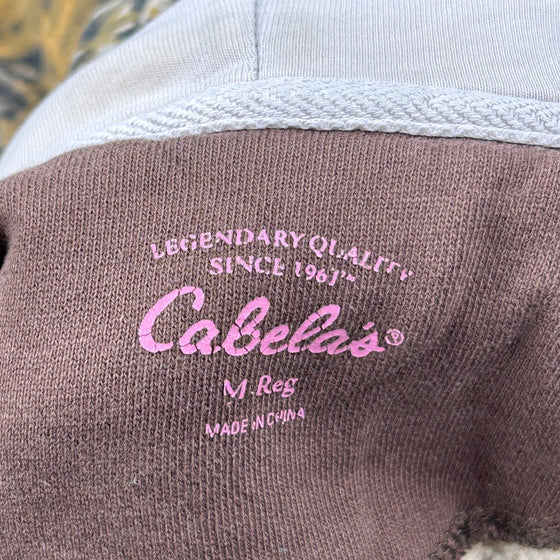 LEGENDARY QUALITY
SINCE 1961™
Cabela's®
M Reg
MADE IN CHINA